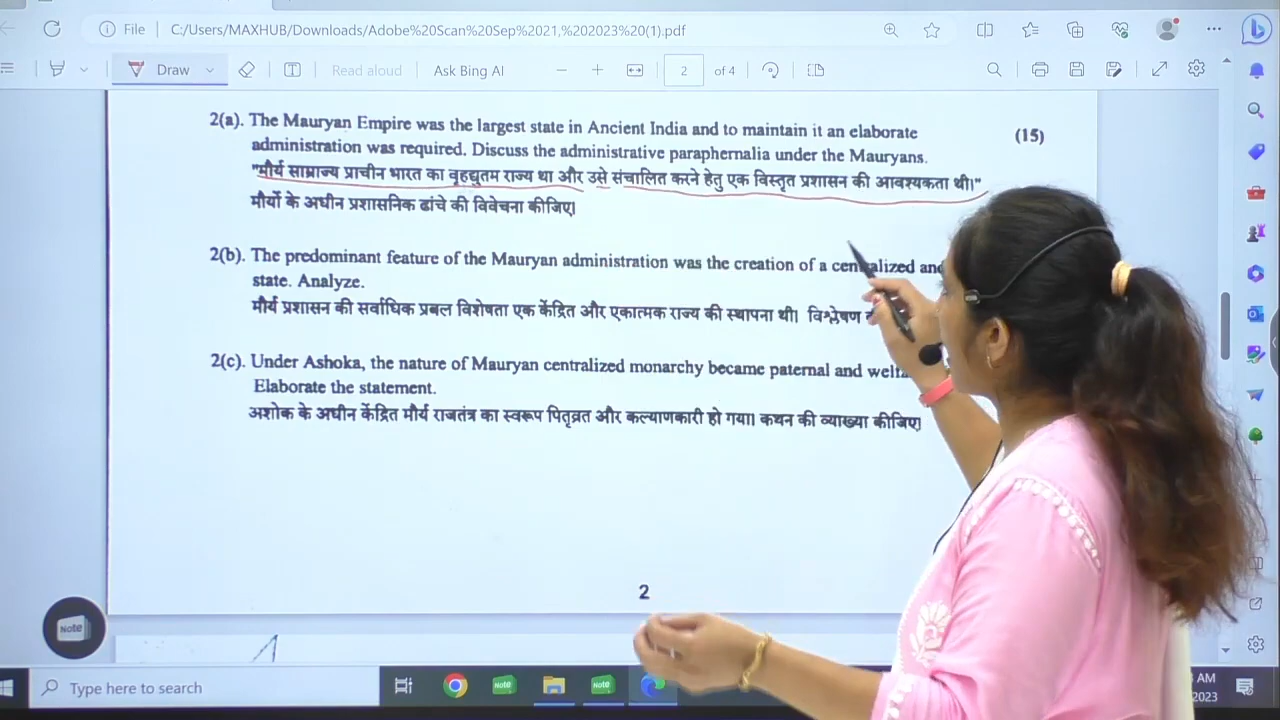 File
C:/Users/MAXHUB/Downloads/Adobe%20Scan%20Sep%2021,%202023%20(1).pdf
Draw
Read aloud
Ask Bing AI
2
of 4
2(a). The Mauryan Empire was the largest state in Ancient India and to maintain it an elaborate
(15)
administration was required. Discuss the administrative paraphernalia under the Mauryans.
"मौर्य साम्राज्य प्राचीन भारत का वृहद्युतम राज्य था और उसे संचालित करने हेतु एक विस्तृत प्रशासन की आवश्यकता थी।"
मौर्यों के अधीन प्रशासनिक ढांचे की विवेचना कीजिए।
2(b). The predominant feature of the Mauryan administration was the creation of a centralized and
state. Analyze.
मौर्य प्रशासन की सर्वाधिक प्रबल विशेषता एक केंद्रित और एकात्मक राज्य की स्थापना थी। विश्लेषण
2(c). Under Ashoka, the nature of Mauryan centralized monarchy became paternal and
Elaborate the statement.
अशोक के अधीन केंद्रित मौर्य राजतंत्र का स्वरूप पितृव्रत और कल्याणकारी हो गया। कथन की व्याख्या कीजिए।
2
Note
Type here to search
Note
Note
AM
2023